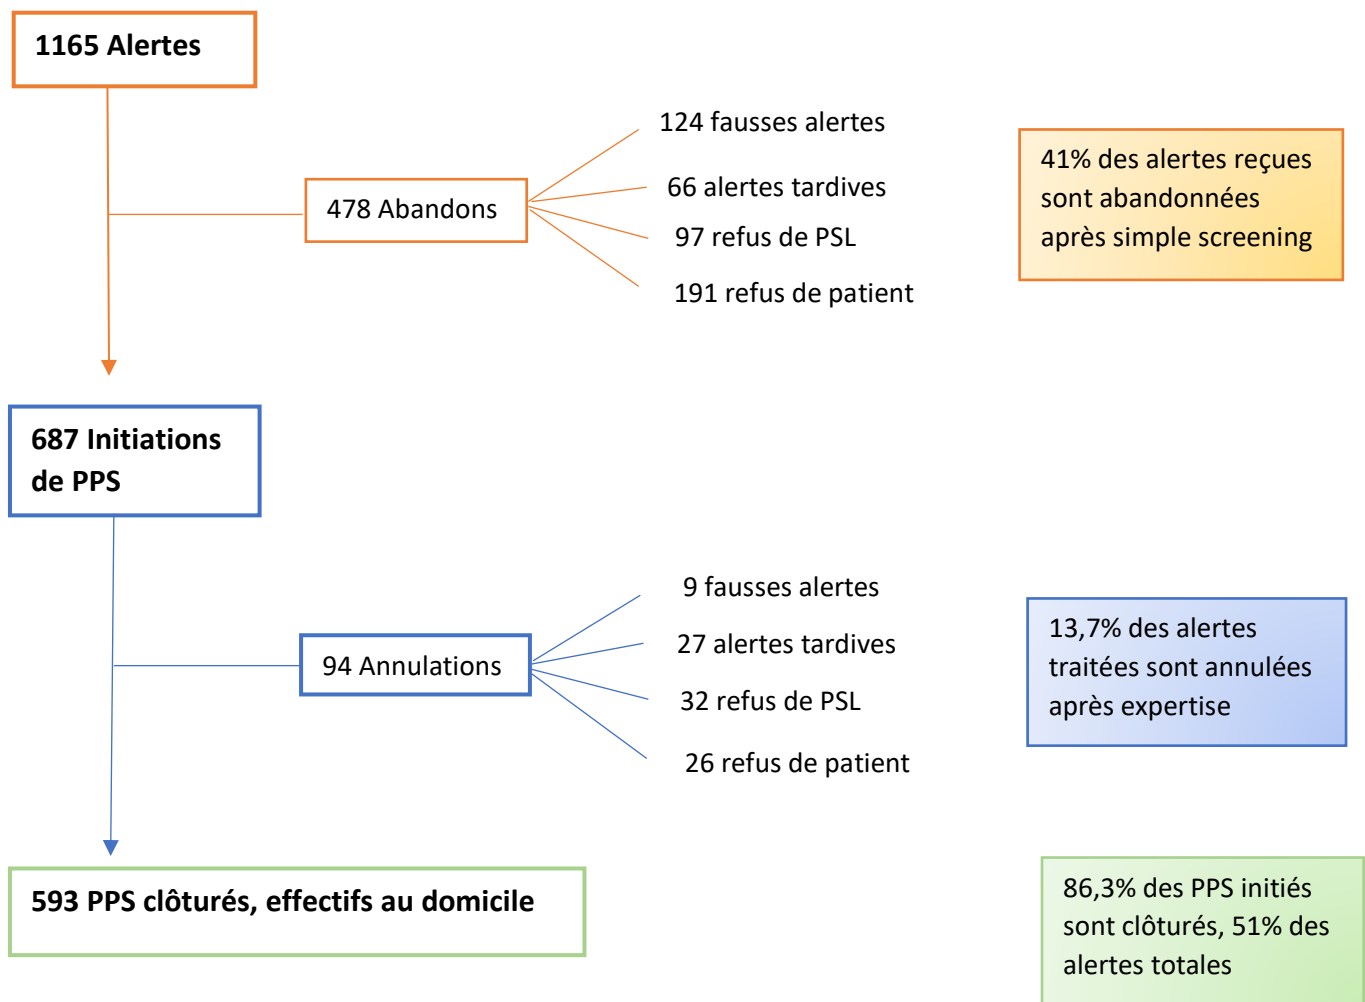 1165 Alertes
124 fausses alertes
66 alertes tardives
478 Abandons
97 refus de PSL
191 refus de patient
41% des alertes reçues
sont abandonnées
après simple screening
687 Initiations
de PPS
9 fausses alertes
27 alertes tardives
94 Annulations
32 refus de PSL
26 refus de patient
13,7% des alertes
traitées sont annulées
après expertise
593 PPS clôturés, effectifs au domicile
86,3% des PPS initiés
sont clôturés, 51% des
alertes totales